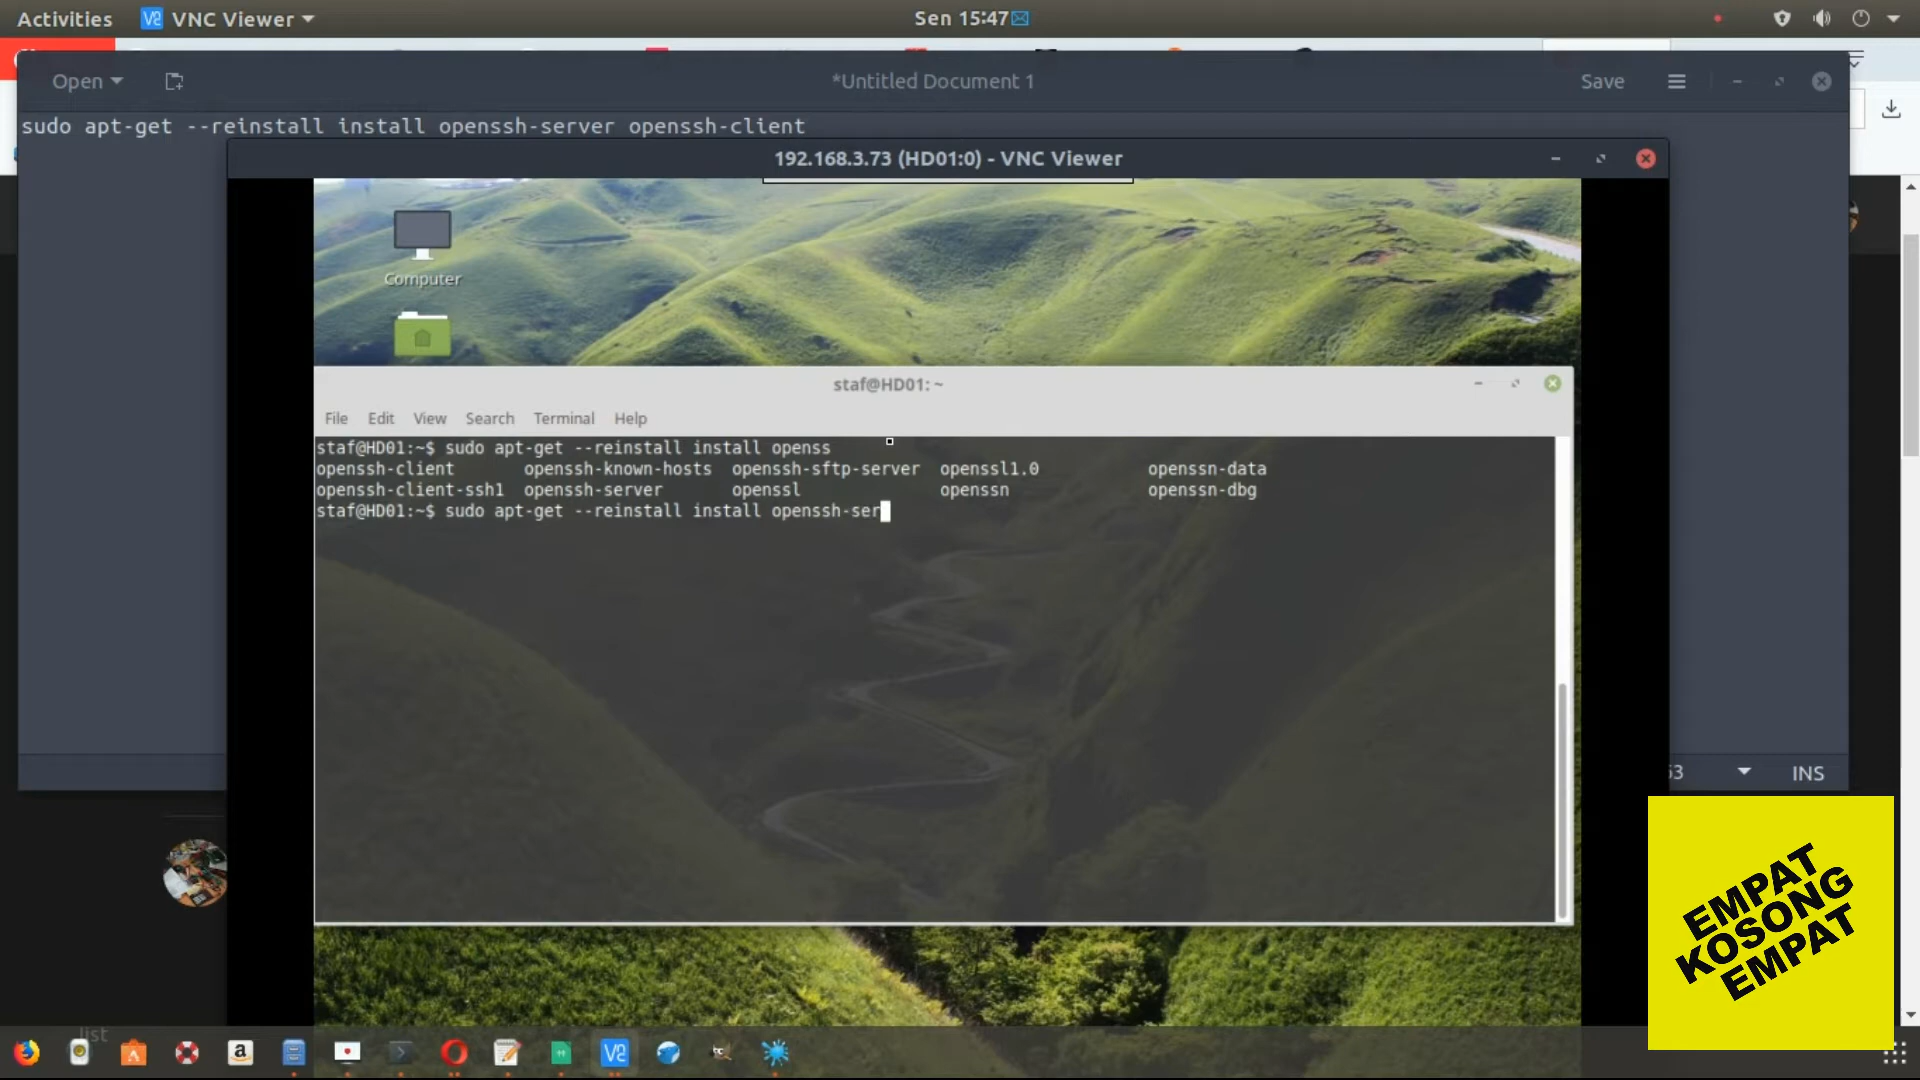 Activities VNC Viewer Sen 15:47
Open *Untitled Document 1 Save
sudo apt-get --reinstall install openssh-server openssh-client
192.168.3.73 (HD01:0) - VNC Viewer
Computer
staf@HD01: ~
File Edit View Search Terminal Help
staf@HD01:~$ sudo apt-get --reinstall install openss
openssh-client openssh-known-hosts openssh-sftp-server openssl1.0 openssn-data
openssh-client-ssh1 openssh-server openssl openssn openssn-dbg
staf@HD01:~$ sudo apt-get --reinstall install openssh-ser
INS
EMPAT
KOSONG
EMPAT
list